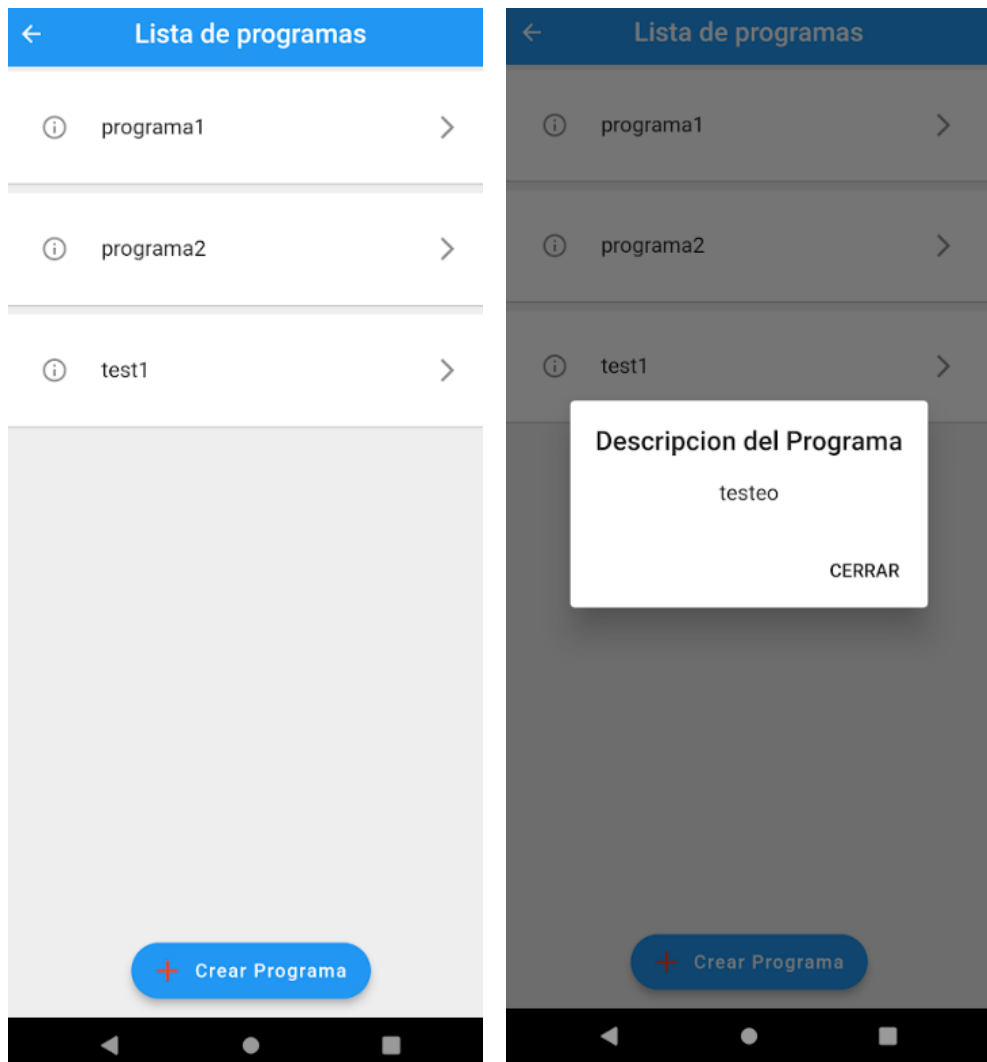 Lista de programas
programa1
programa2
test1
Crear Programa
Lista de programas
programa1
programa2
test1
Descripcion del Programa
testeo
CERRAR
Crear Programa